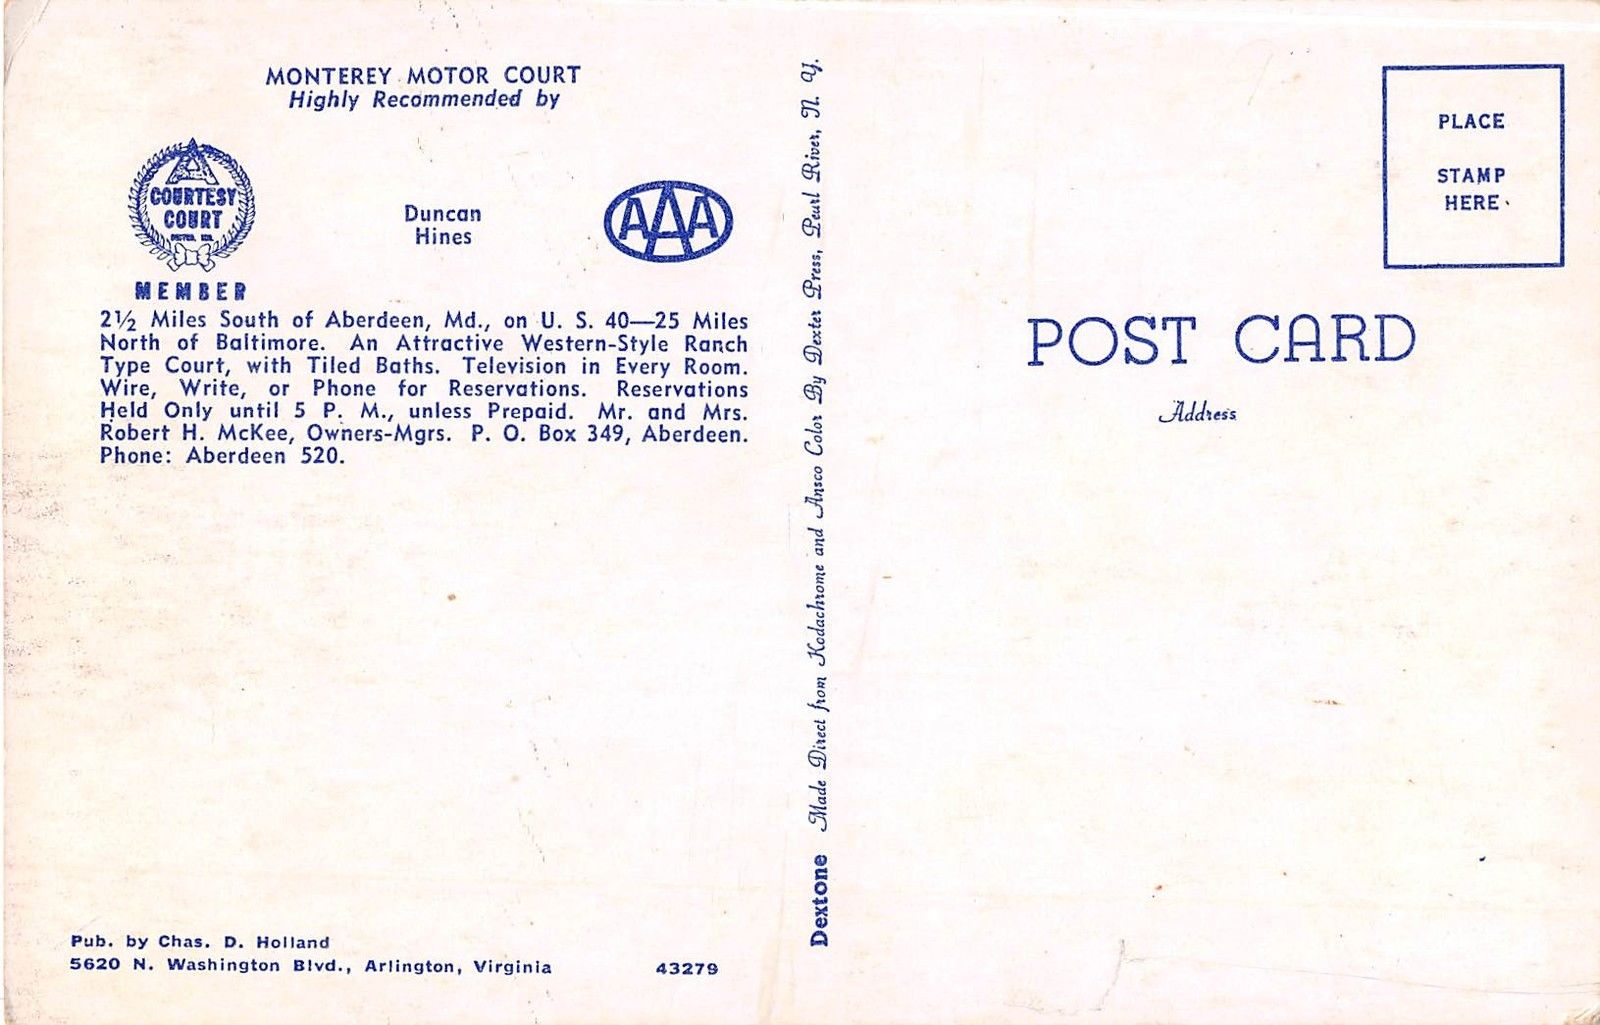 MONTEREY MOTOR COURT
Highly Recommended by
A
COURTESY
COURT
MEMBER
Duncan
Hines
AAA
2½ Miles South of Aberdeen, Md., on U. S. 40—25 Miles
North of Baltimore. An Attractive Western-Style Ranch
Type Court, with Tiled Baths. Television in Every Room.
Wire, Write, or Phone for Reservations. Reservations
Held Only until 5 P. M., unless Prepaid. Mr. and Mrs.
Robert H. McKee, Owners-Mgrs. P. O. Box 349, Aberdeen.
Phone: Aberdeen 520.
Pub. by Chas. D. Holland
5620 N. Washington Blvd., Arlington, Virginia 43279
Dextone Made Direct from Kodachrome and Ansco Color By Dexter Press, Pearl River, N. Y.
PLACE
STAMP
HERE
POST CARD
Address